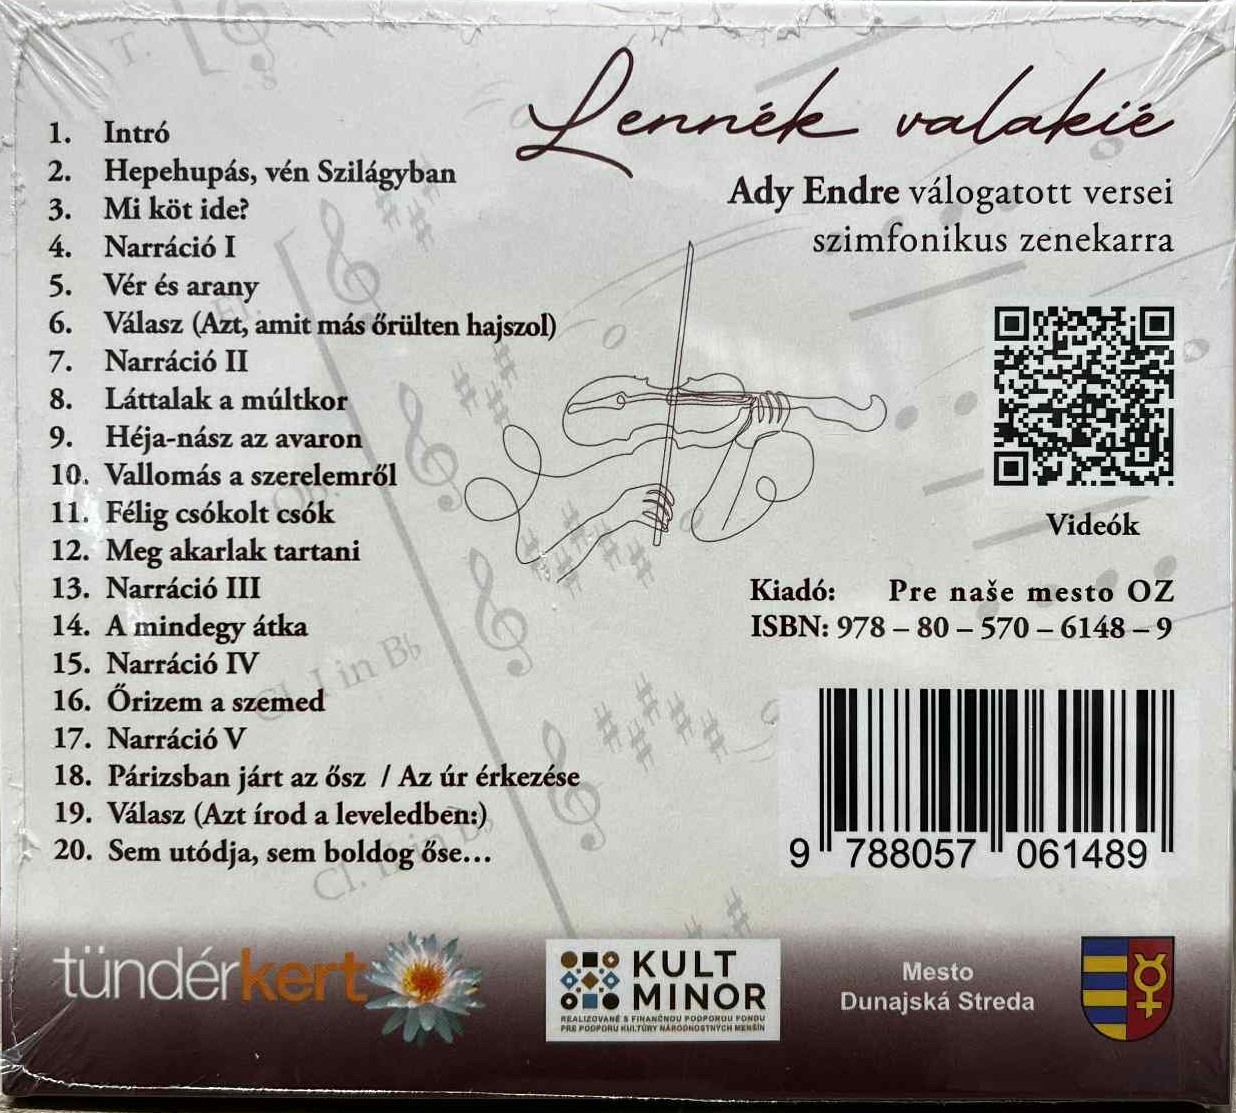 Lennék valakié
Ady Endre válogatott versei
szimfonikus zenekarra
1. Intró
2. Hepehupás, vén Szilágyban
3. Mi köt ide?
4. Narráció I
5. Vér és arany
6. Válasz (Azt, amit más őrülten hajszol)
7. Narráció II
8. Láttalak a múltkor
9. Héja-nász az avaron
10. Vallomás a szerelemről
11. Félig csókolt csók
12. Meg akarlak tartani
13. Narráció III
14. A mindegy átka
15. Narráció IV
16. Őrizem a szemed
17. Narráció V
18. Párizsban járt az ősz / Az úr érkezése
19. Válasz (Azt írod a leveledben:)
20. Sem utódja, sem boldog őse...
Videók
Kiadó: Pre naše mesto OZ
ISBN: 978 – 80 – 570 – 6148 – 9
9 788057 061489
T.
Cl. I in B♭
tündérkert
KULT
MINOR
REALIZOVANÉ S FINANČNOU PODPOROU FONDU
PRE PODPORU KULTÚRY NÁRODNOSTNÝCH MENŠÍN
Mesto
Dunajská Streda